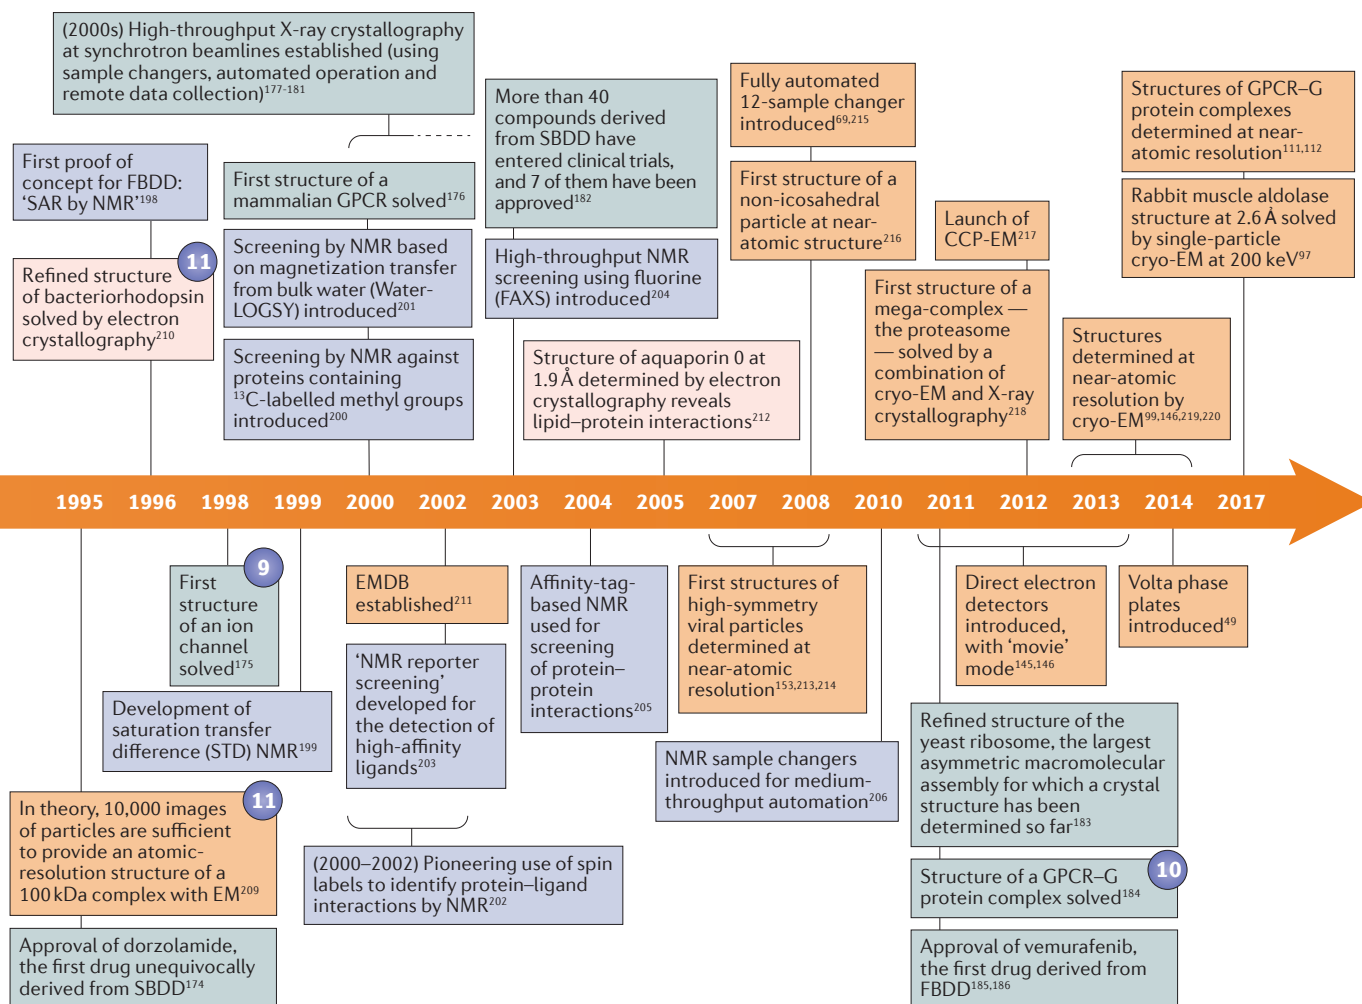 (2000s) High-throughput X-ray crystallography
at synchrotron beamlines established (using
sample changers, automated operation and
remote data collection)177-181
First proof of
concept for FBDD:
‘SAR by NMR’198
11
Refined structure
of bacteriorhodopsin
solved by electron
crystallography210
First structure of a
mammalian GPCR solved176
Screening by NMR based
on magnetization transfer
from bulk water (Water-
LOGSY) introduced201
Screening by NMR against
proteins containing
13C-labelled methyl groups
introduced200
More than 40
compounds derived
from SBDD have
entered clinical trials,
and 7 of them have been
approved182
High-throughput NMR
screening using fluorine
(FAXS) introduced204
Structure of aquaporin 0 at
1.9 Å determined by electron
crystallography reveals
lipid–protein interactions212
Fully automated
12-sample changer
introduced69,215
First structure of a
non-icosahedral
particle at near-
atomic structure216
Launch of
CCP-EM217
First structure of a
mega-complex —
the proteasome
— solved by a
combination of
cryo-EM and X-ray
crystallography218
Structures
determined at
near-atomic
resolution by
cryo-EM99,146,219,220
Structures of GPCR–G
protein complexes
determined at near-
atomic resolution111,112
Rabbit muscle aldolase
structure at 2.6 Å solved
by single-particle
cryo-EM at 200 keV97
1995 1996 1998 1999 2000 2002 2003 2004 2005 2007 2008 2010 2011 2012 2013 2014 2017
9
First
structure
of an ion
channel
solved175
Development of
saturation transfer
difference (STD) NMR199
11
In theory, 10,000 images
of particles are sufficient
to provide an atomic-
resolution structure of a
100 kDa complex with EM209
Approval of dorzolamide,
the first drug unequivocally
derived from SBDD174
EMDB
established211
‘NMR reporter
screening’
developed for
the detection of
high-affinity
ligands203
(2000–2002) Pioneering use of spin
labels to identify protein–ligand
interactions by NMR202
Affinity-tag-
based NMR
used for
screening
of protein–
protein
interactions205
First structures of
high-symmetry
viral particles
determined at
near-atomic
resolution153,213,214
NMR sample changers
introduced for medium-
throughput automation206
Direct electron
detectors
introduced,
with ‘movie’
mode145,146
Volta phase
plates
introduced49
Refined structure of the
yeast ribosome, the largest
asymmetric macromolecular
assembly for which a crystal
structure has been
determined so far183
10
Structure of a GPCR–G
protein complex solved184
Approval of vemurafenib,
the first drug derived from
FBDD185,186